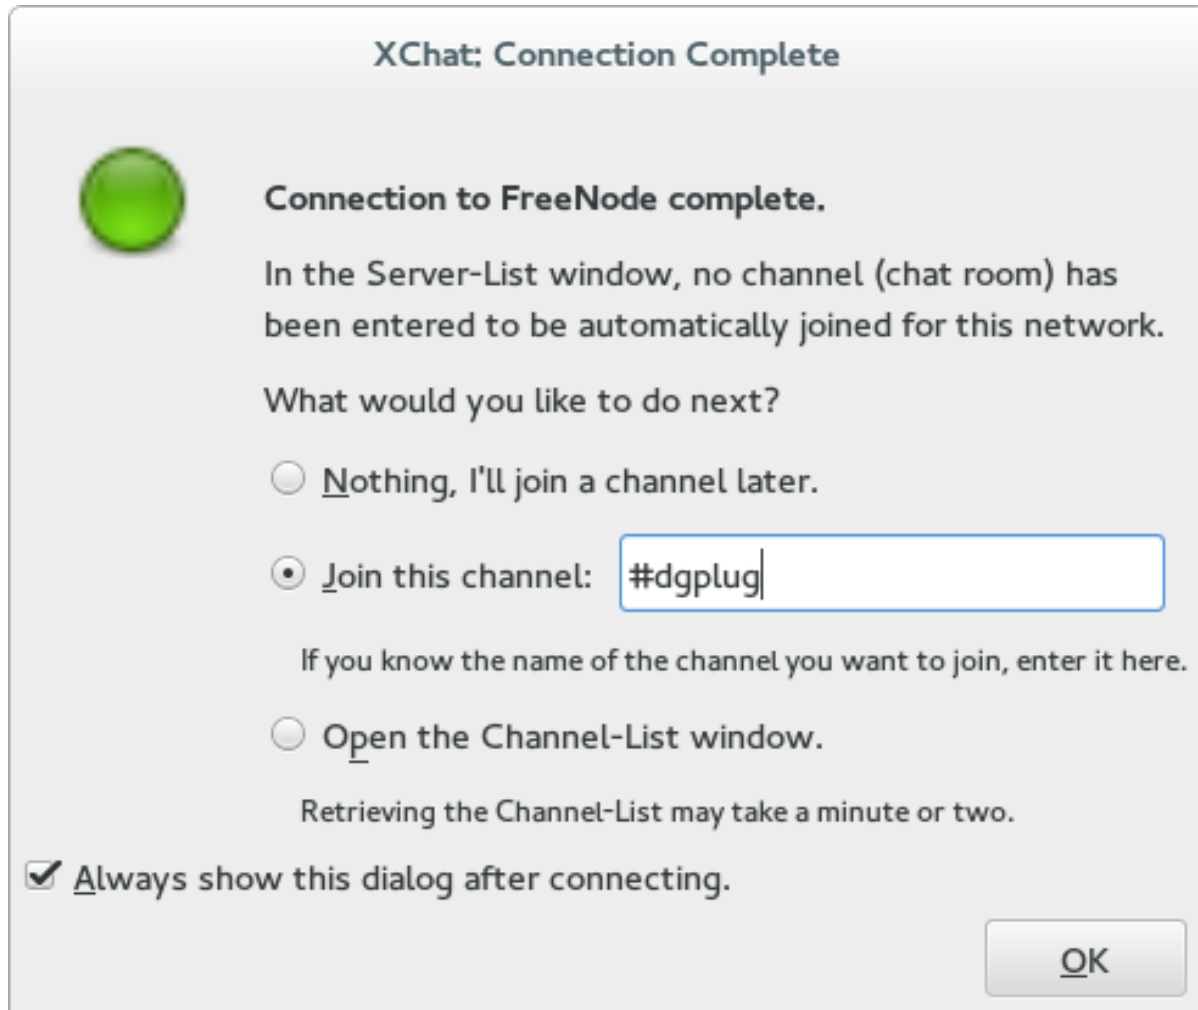 XChat: Connection Complete
Connection to FreeNode complete.
In the Server-List window, no channel (chat room) has
been entered to be automatically joined for this network.
What would you like to do next?
Nothing, I'll join a channel later.
Join this channel: #dgplug
If you know the name of the channel you want to join, enter it here.
Open the Channel-List window.
Retrieving the Channel-List may take a minute or two.
Always show this dialog after connecting.
OK